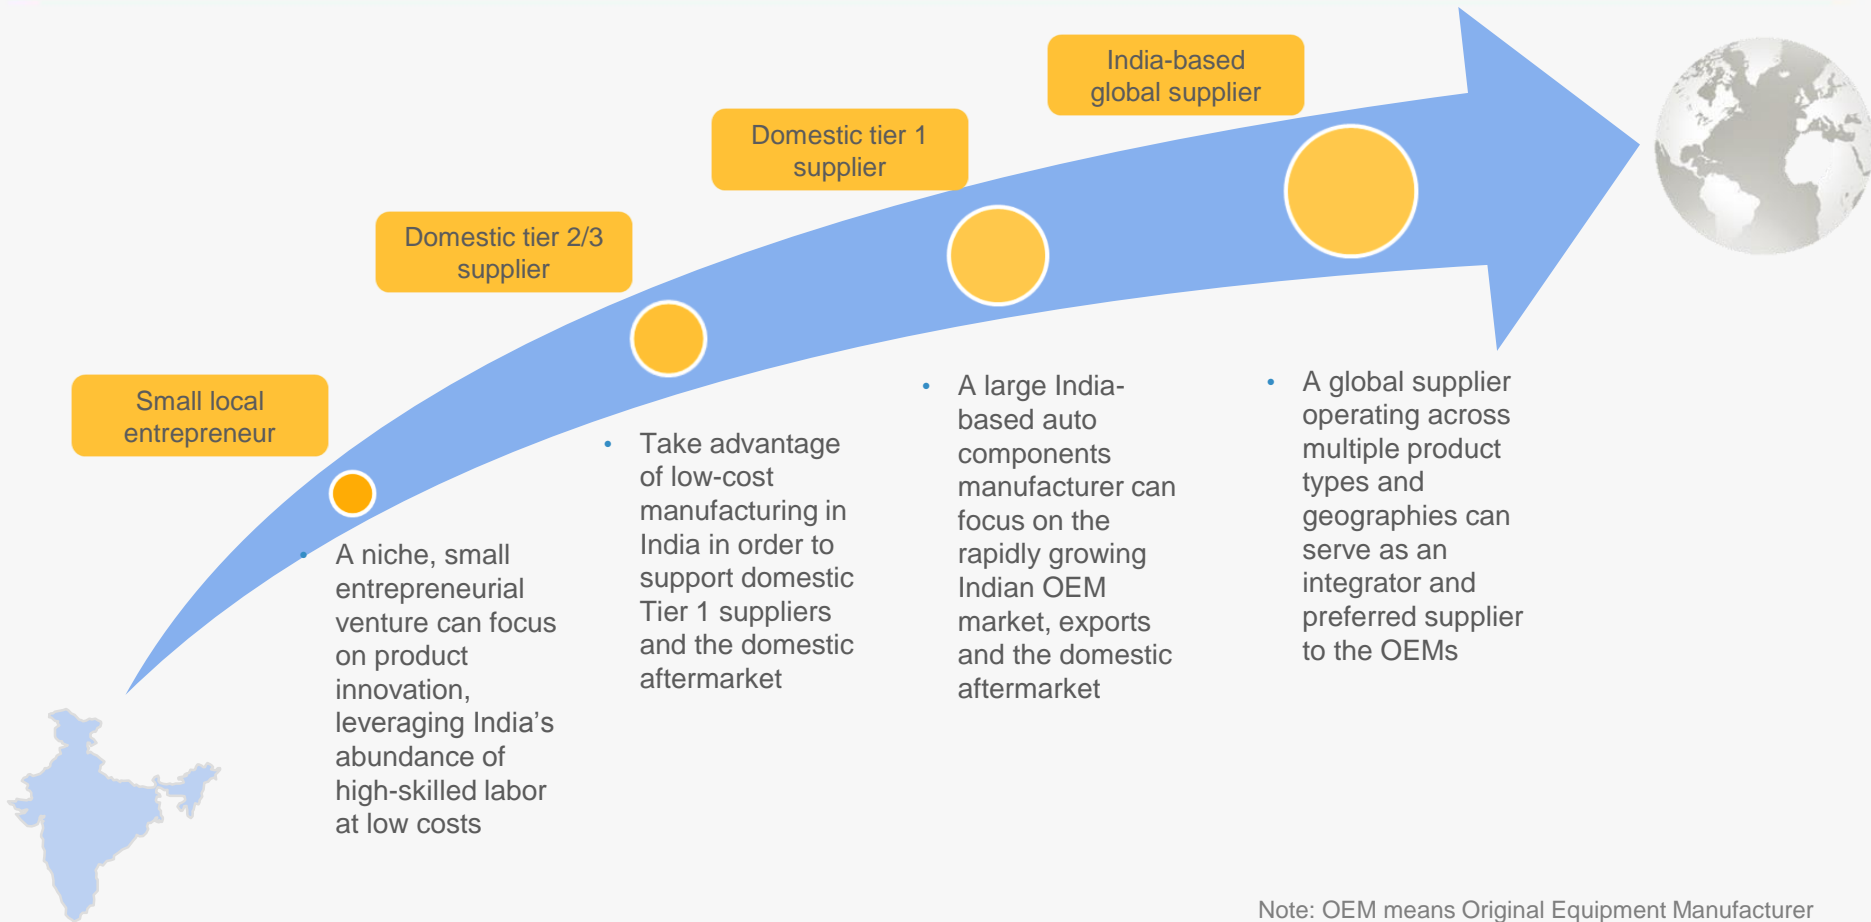 India-based
global supplier
Domestic tier 1
supplier
Domestic tier 2/3
supplier
Small local
entrepreneur
• A niche, small
entrepreneurial
venture can focus
on product
innovation,
leveraging India’s
abundance of
high-skilled labor
at low costs
• Take advantage
of low-cost
manufacturing in
India in order to
support domestic
Tier 1 suppliers
and the domestic
aftermarket
• A large India-
based auto
components
manufacturer can
focus on the
rapidly growing
Indian OEM
market, exports
and the domestic
aftermarket
• A global supplier
operating across
multiple product
types and
geographies can
serve as an
integrator and
preferred supplier
to the OEMs
Note: OEM means Original Equipment Manufacturer